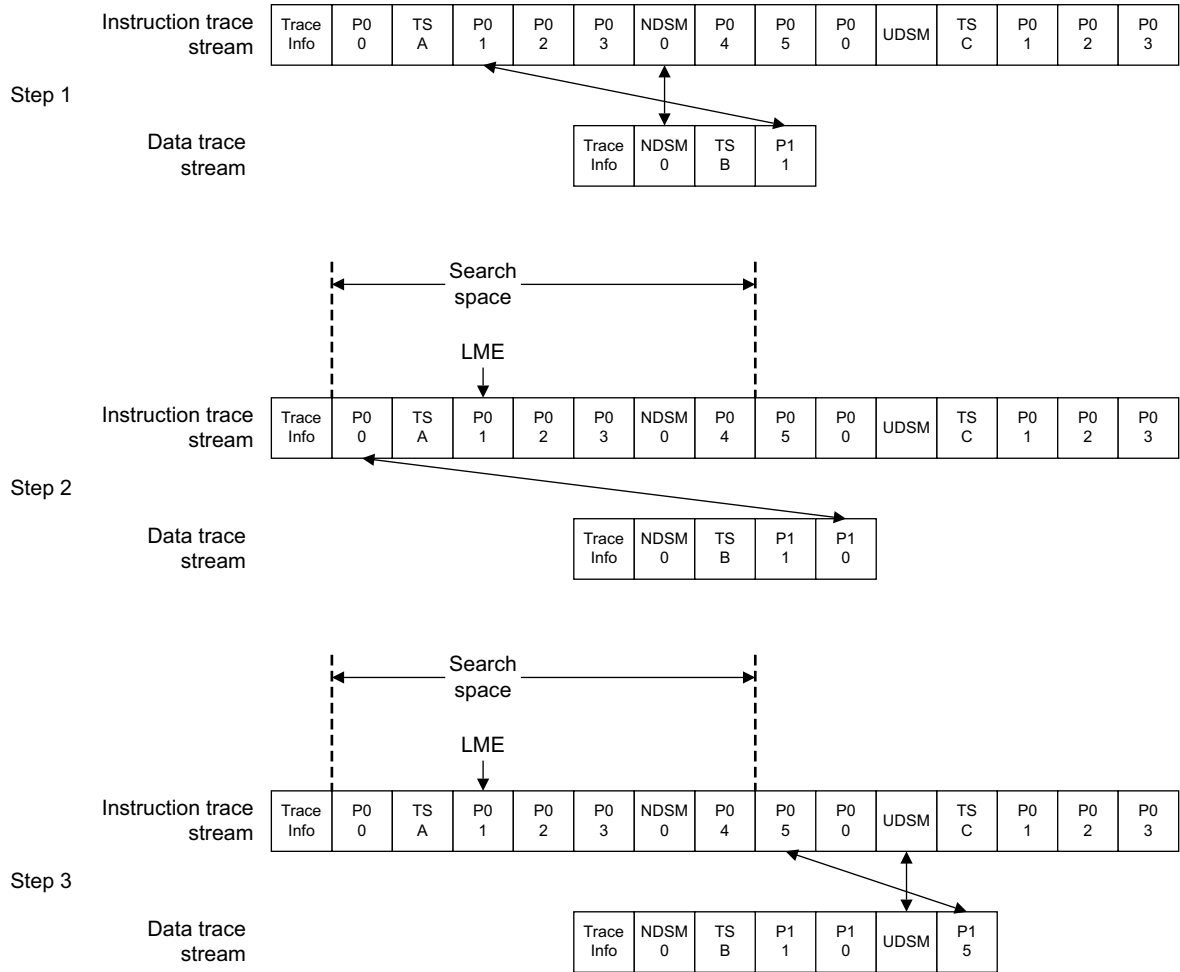 Instruction trace
stream
Trace
Info
P0
0
TS
A
P0
1
P0
2
P0
3
NDSM
0
P0
4
P0
5
P0
0
UDSM
TS
C
P0
1
P0
2
P0
3
Step 1
Data trace
stream
Trace
Info
NDSM
0
TS
B
P1
1
Search
space
LME
Instruction trace
stream
Trace
Info
P0
0
TS
A
P0
1
P0
2
P0
3
NDSM
0
P0
4
P0
5
P0
0
UDSM
TS
C
P0
1
P0
2
P0
3
Step 2
Data trace
stream
Trace
Info
NDSM
0
TS
B
P1
1
P1
0
Search
space
LME
Instruction trace
stream
Trace
Info
P0
0
TS
A
P0
1
P0
2
P0
3
NDSM
0
P0
4
P0
5
P0
0
UDSM
TS
C
P0
1
P0
2
P0
3
Step 3
Data trace
stream
Trace
Info
NDSM
0
TS
B
P1
1
P1
0
UDSM
P1
5